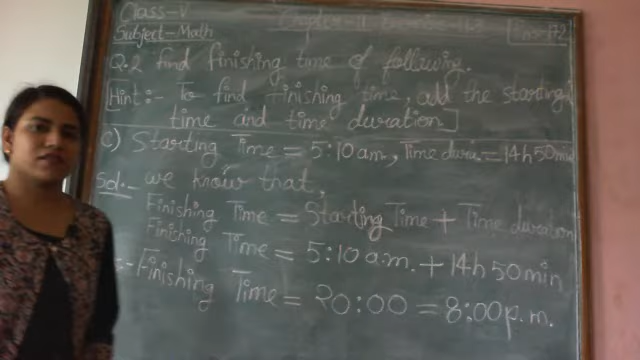 Class-V
Subject-Math
Q.2 find finishing time of following.
[Hint:- To find finishing time, add the starting
time and time duration]
c) Starting Time = 5:10 am, Time dura.= 14h 50min
Sol:- we know that,
Finishing Time = Starting Time + Time duration
Finishing Time = 5:10 a.m. + 14h 50min
:- Finishing Time = 20:00 = 8:00 p.m.